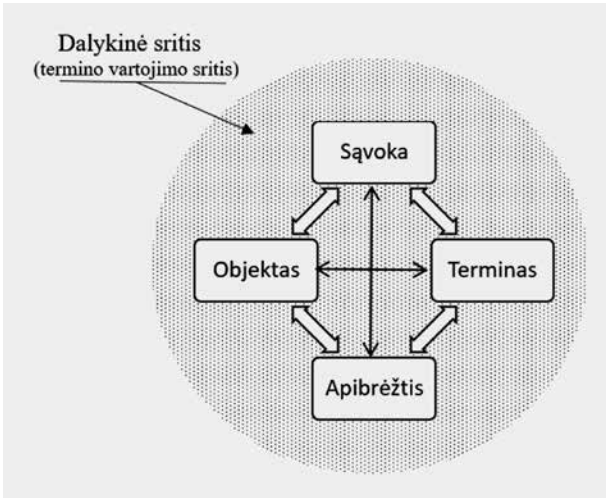 Dalykinė sritis
(termino vartojimo sritis)
Sąvoka
Objektas
Terminas
Apibrėžtis